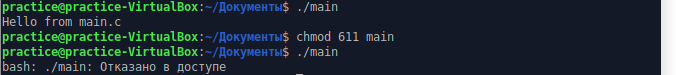 practice@practice-VirtualBox:~/Документы$ ./main
Hello from main.c
practice@practice-VirtualBox:~/Документы$ chmod 611 main
practice@practice-VirtualBox:~/Документы$ ./main
bash: ./main: Отказано в доступе